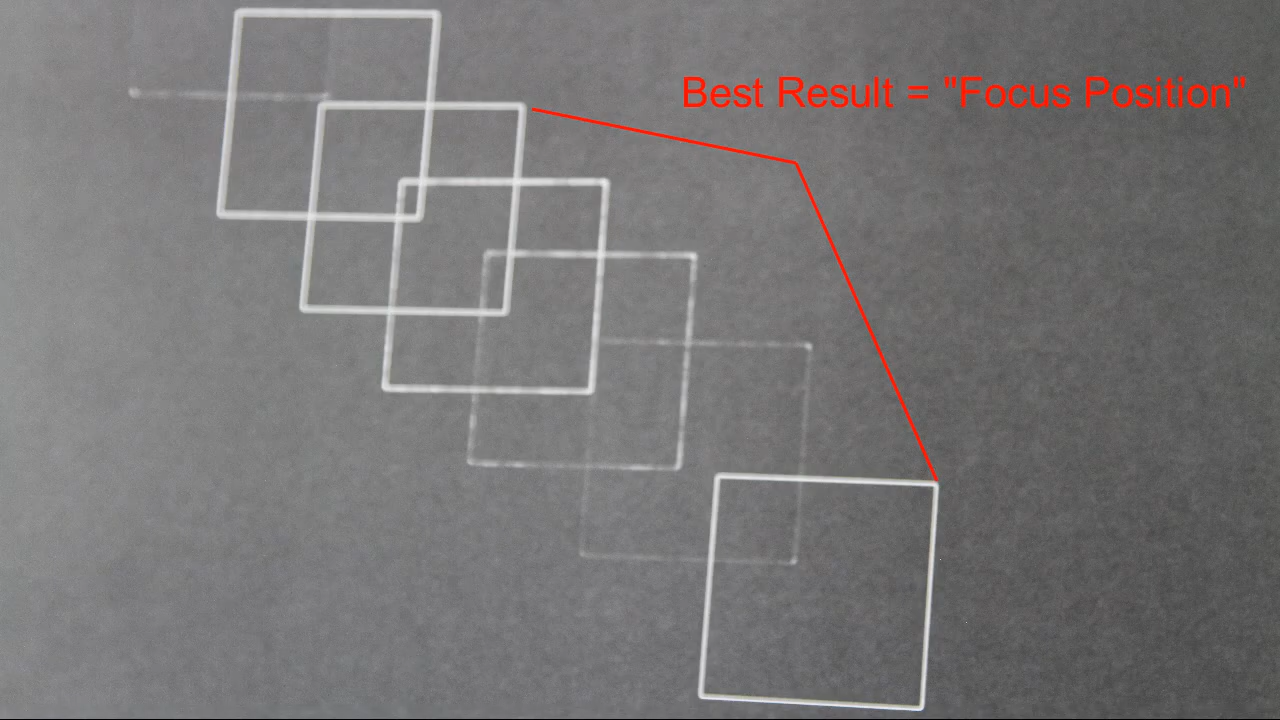 Best Result = "Focus Position"